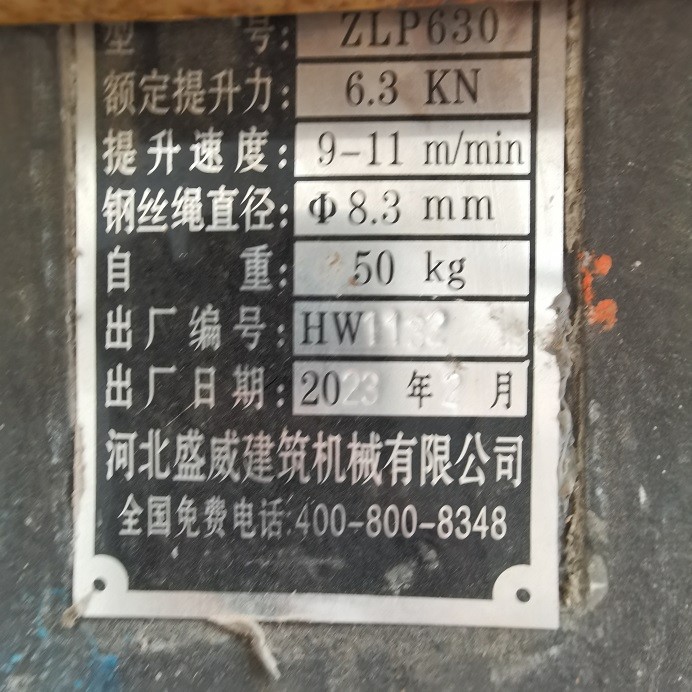 型号: ZLP630
额定提升力: 6.3 KN
提升速度: 9-11 m/min
钢丝绳直径: Φ8.3 mm
自重: 50 kg
出厂编号: HW1132
出厂日期: 2023 年 2 月
河北盛威建筑机械有限公司
全国免费电话:400-800-8348